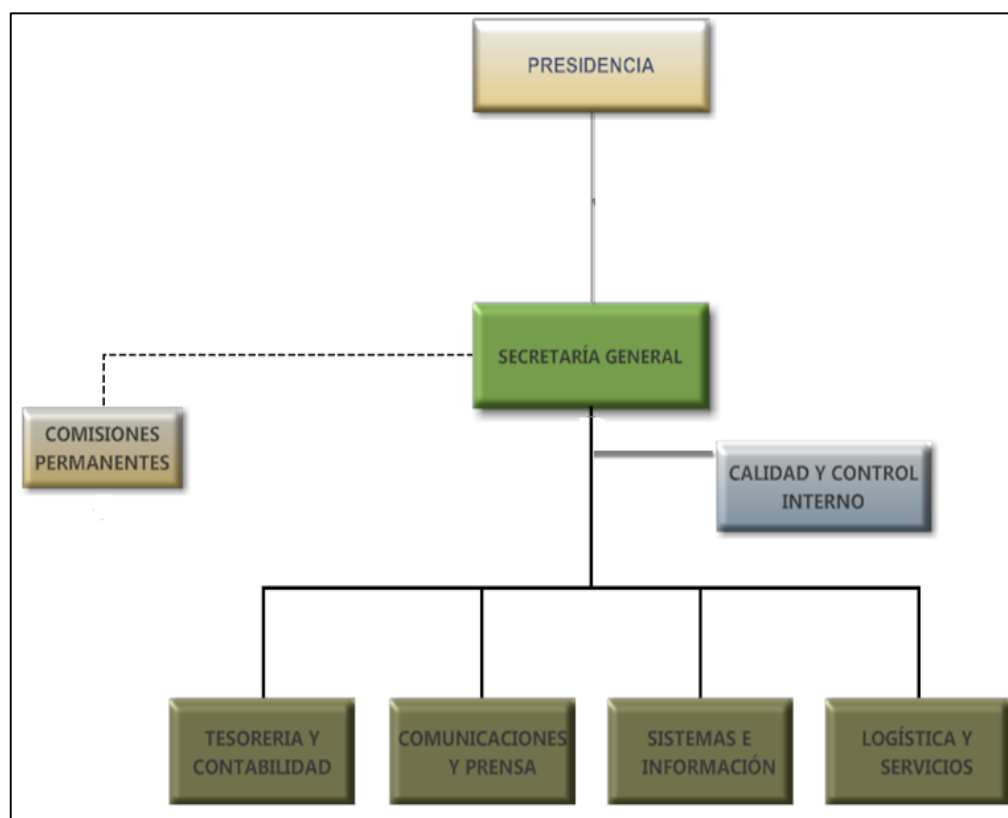 PRESIDENCIA
SECRETARÍA GENERAL
COMISIONES
PERMANENTES
CALIDAD Y CONTROL
INTERNO
TESORERIA Y
CONTABILIDAD
COMUNICACIONES
Y PRENSA
SISTEMAS E
INFORMACIÓN
LOGÍSTICA Y
SERVICIOS